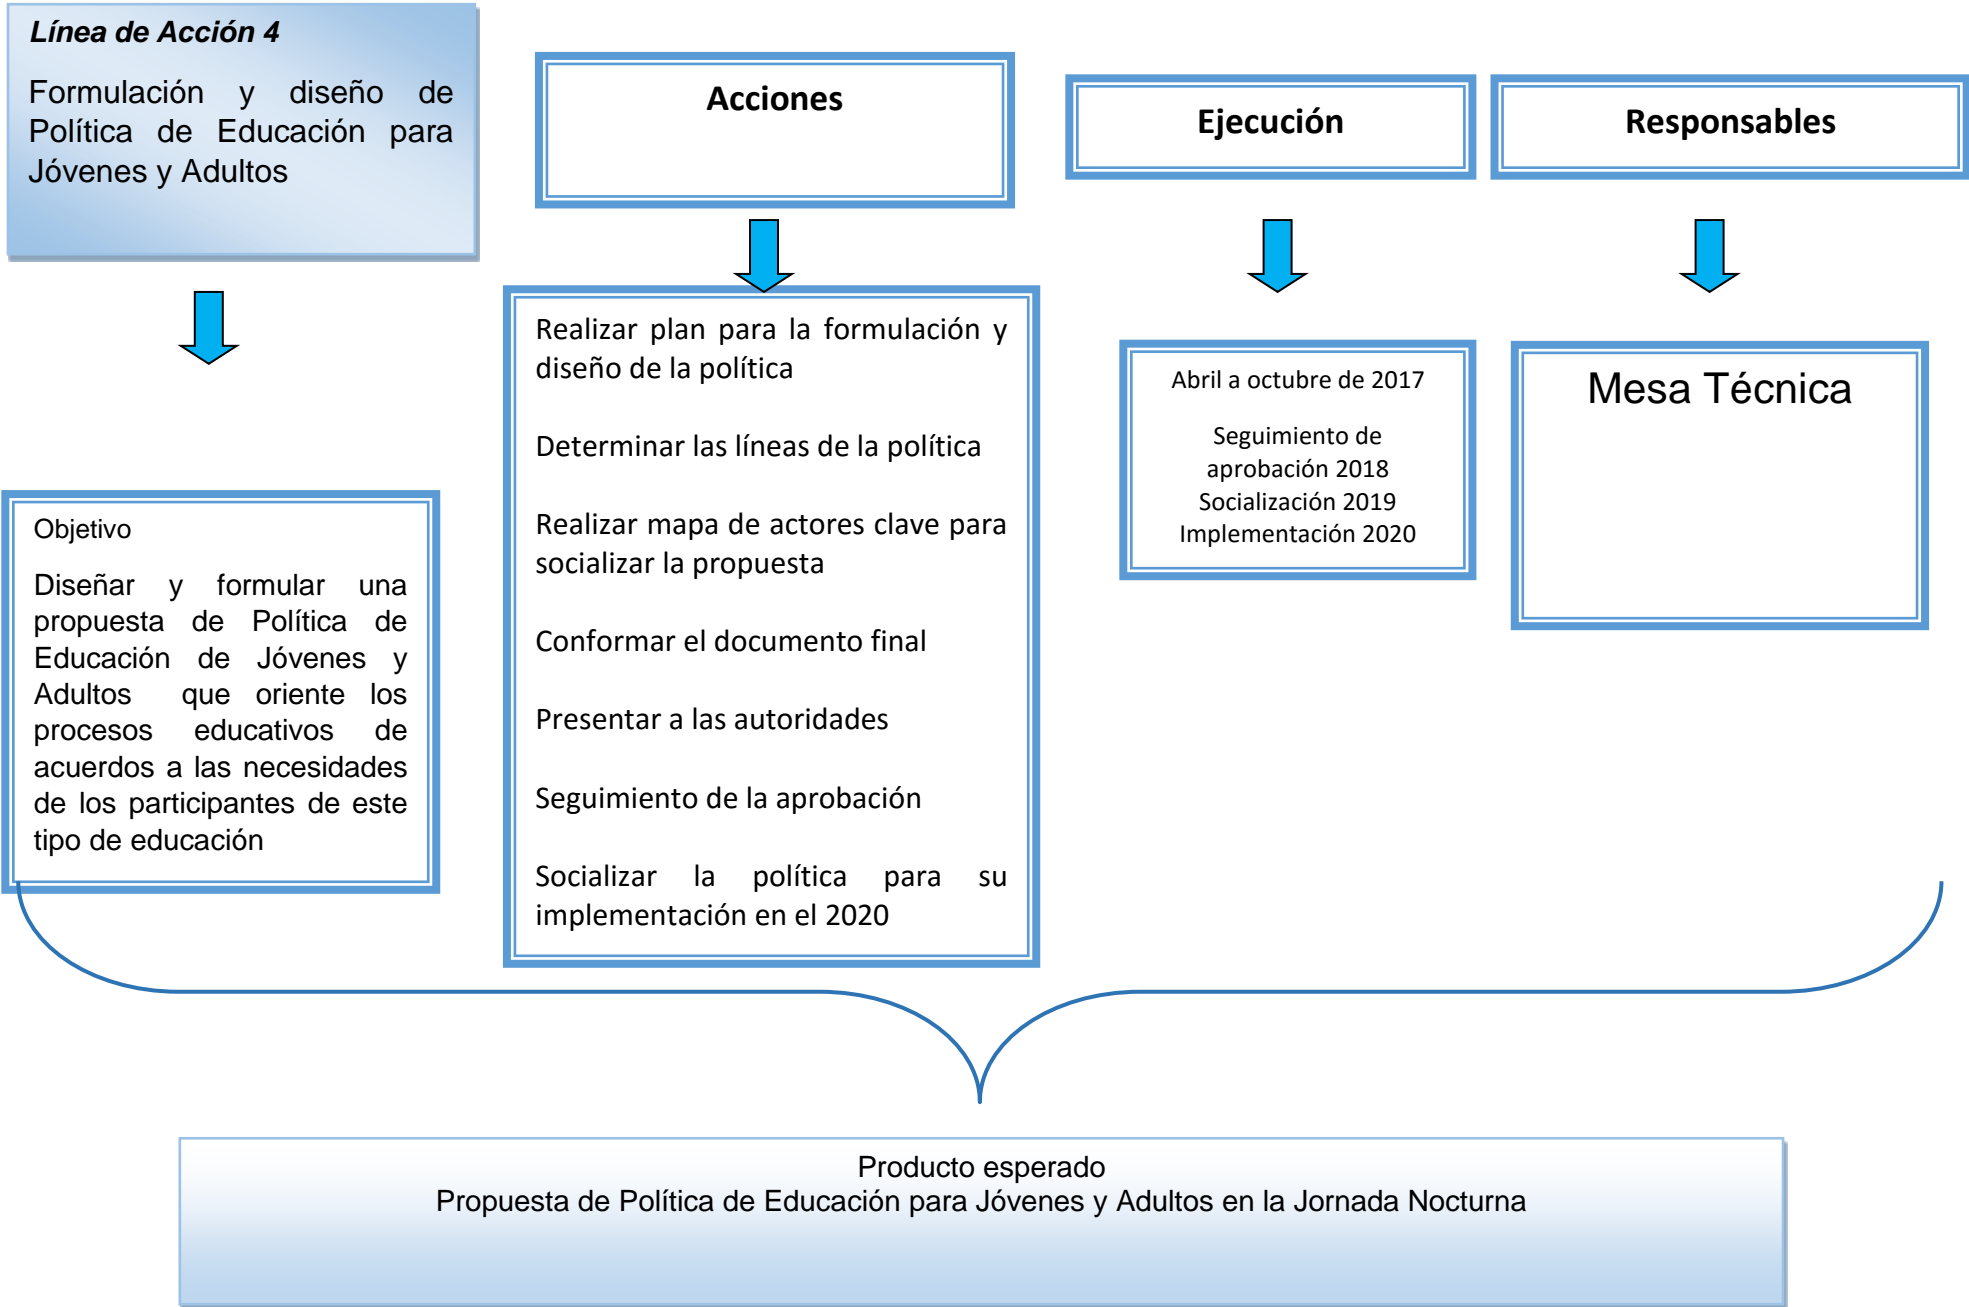 Línea de Acción 4
Formulación y diseño de
Política de Educación para
Jóvenes y Adultos
Acciones
Ejecución
Responsables
Objetivo
Diseñar y formular una
propuesta de Política de
Educación de Jóvenes y
Adultos que oriente los
procesos educativos de
acuerdos a las necesidades
de los participantes de este
tipo de educación
Realizar plan para la formulación y
diseño de la política
Determinar las líneas de la política
Realizar mapa de actores clave para
socializar la propuesta
Conformar el documento final
Presentar a las autoridades
Seguimiento de la aprobación
Socializar la política para su
implementación en el 2020
Abril a octubre de 2017
Seguimiento de
aprobación 2018
Socialización 2019
Implementación 2020
Mesa Técnica
Producto esperado
Propuesta de Política de Educación para Jóvenes y Adultos en la Jornada Nocturna